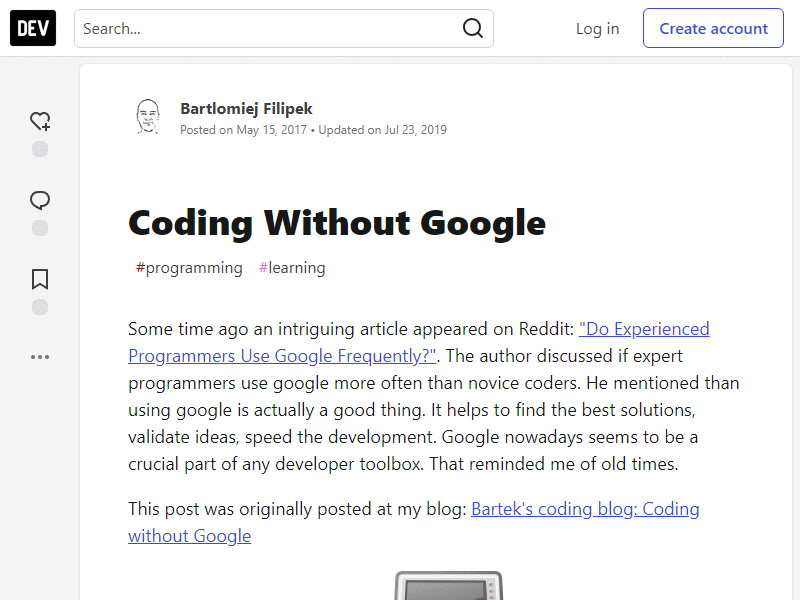 DEV
Search...
Log in
Create account
Bartlomiej Filipek
Posted on May 15, 2017 • Updated on Jul 23, 2019
Coding Without Google
#programming #learning
Some time ago an intriguing article appeared on Reddit: "Do Experienced
Programmers Use Google Frequently?". The author discussed if expert
programmers use google more often than novice coders. He mentioned than
using google is actually a good thing. It helps to find the best solutions,
validate ideas, speed the development. Google nowadays seems to be a
crucial part of any developer toolbox. That reminded me of old times.
This post was originally posted at my blog: Bartek's coding blog: Coding
without Google